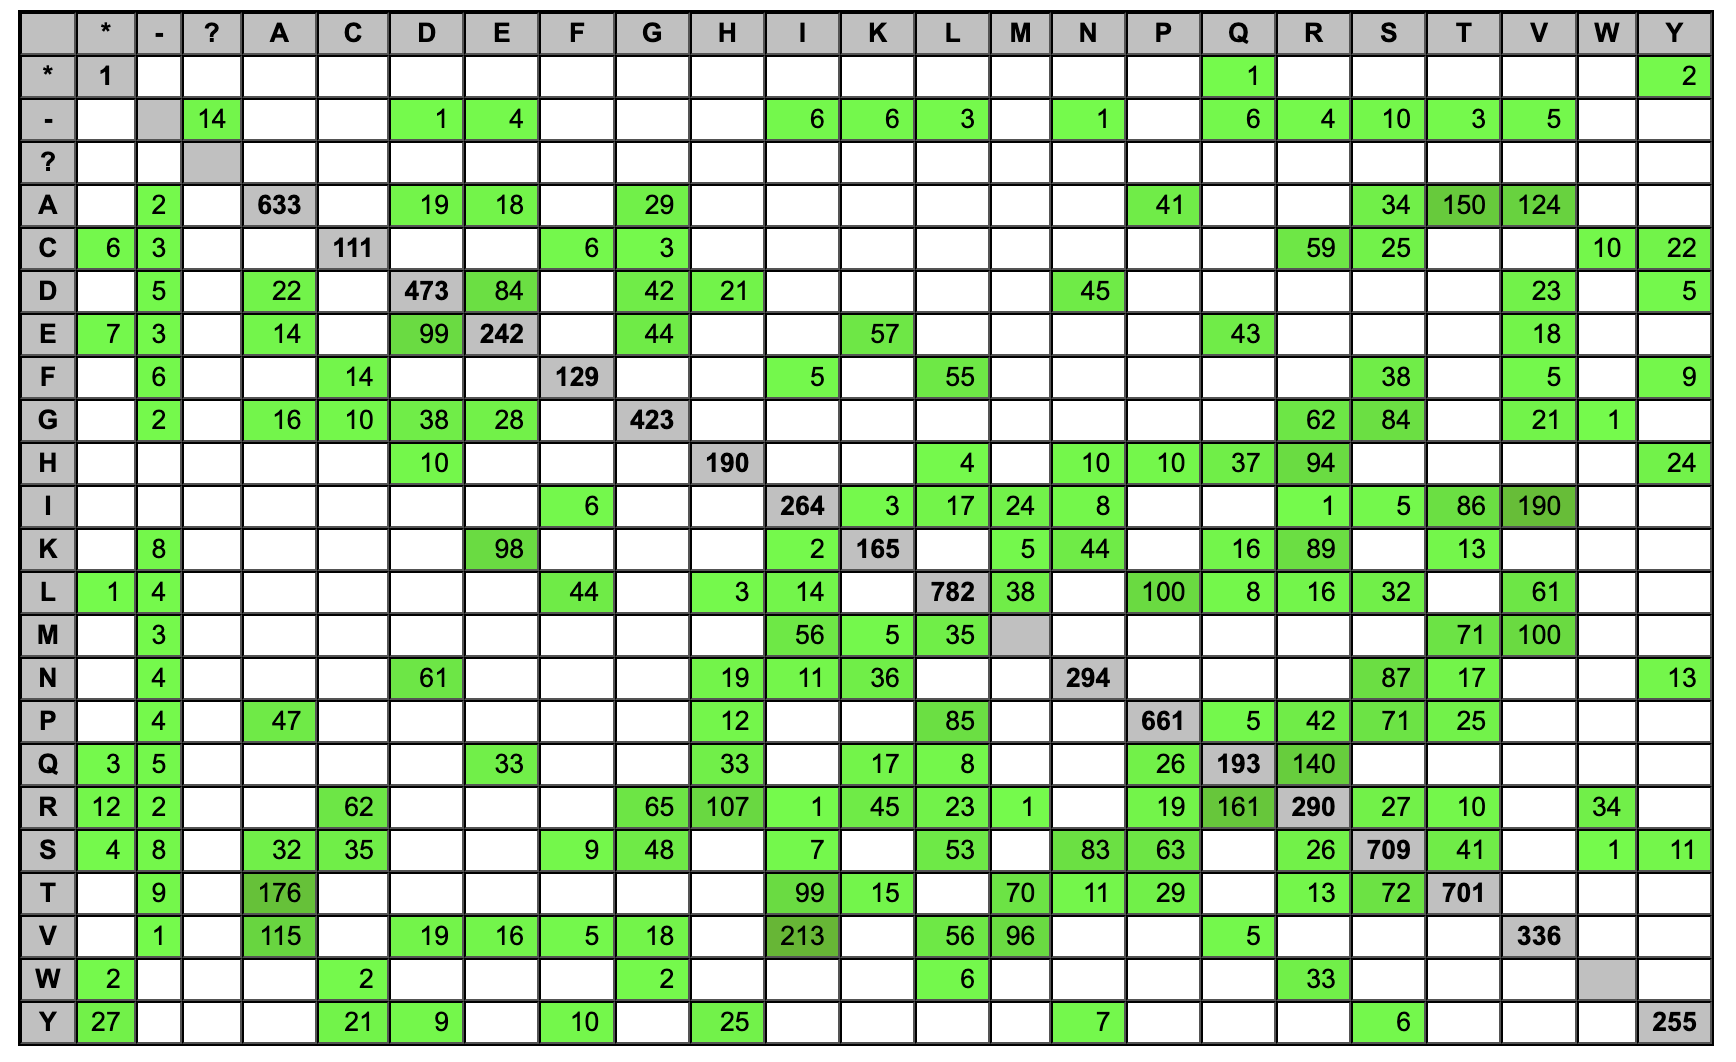 * - ? A C D E F G H I K L M N P Q R S T V W Y
* 1 1 2
- 14 1 4 6 6 3 1 6 4 10 3 5
?
A 2 633 19 18 29 41 34 150 124
C 6 3 111 6 3 59 25 10 22
D 5 22 473 84 42 21 45 23 5
E 7 3 14 99 242 44 57 43 18
F 6 14 129 5 55 38 5 9
G 2 16 10 38 28 423 62 84 21 1
H 10 190 4 10 10 37 94 24
I 6 264 3 17 24 8 1 5 86 190
K 8 98 2 165 5 44 16 89 13
L 1 4 44 3 14 782 38 100 8 16 32 61
M 3 56 5 35 71 100
N 4 61 19 11 36 294 87 17 13
P 4 47 12 85 661 5 42 71 25
Q 3 5 33 33 17 8 26 193 140
R 12 2 62 65 107 1 45 23 1 19 161 290 27 10 34
S 4 8 32 35 9 48 7 53 83 63 26 709 41 1 11
T 9 176 99 15 70 11 29 13 72 701
V 1 115 19 16 5 18 213 56 96 5 336
W 2 2 2 6 33
Y 27 21 9 10 25 7 6 255